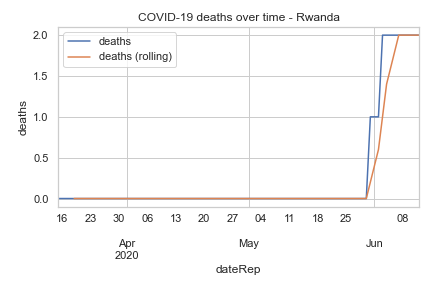 COVID-19 deaths over time - Rwanda
deaths
deaths (rolling)
2.0
1.5
1.0
0.5
0.0
deaths
16 23 30 06 13 20 27 04 11 18 25 08
Apr May Jun
2020
dateRep